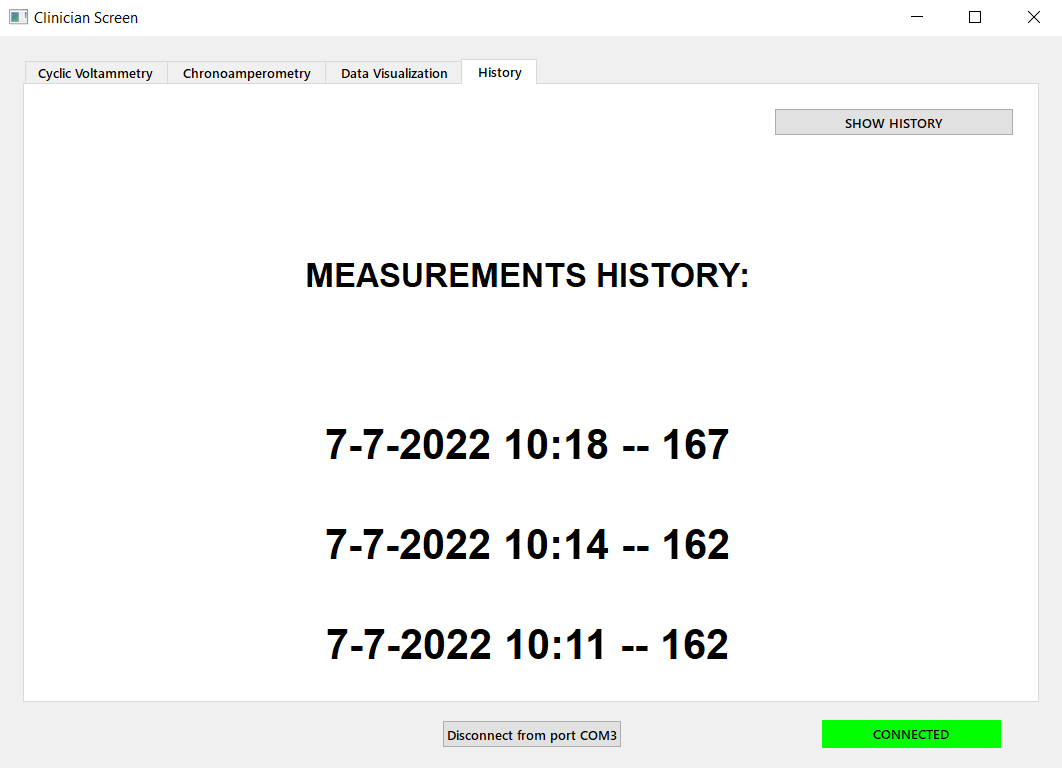 Clinician Screen
Cyclic Voltammetry Chronoamperometry Data Visualization History
SHOW HISTORY
MEASUREMENTS HISTORY:
7-7-2022 10:18 -- 167
7-7-2022 10:14 -- 162
7-7-2022 10:11 -- 162
Disconnect from port COM3 CONNECTED